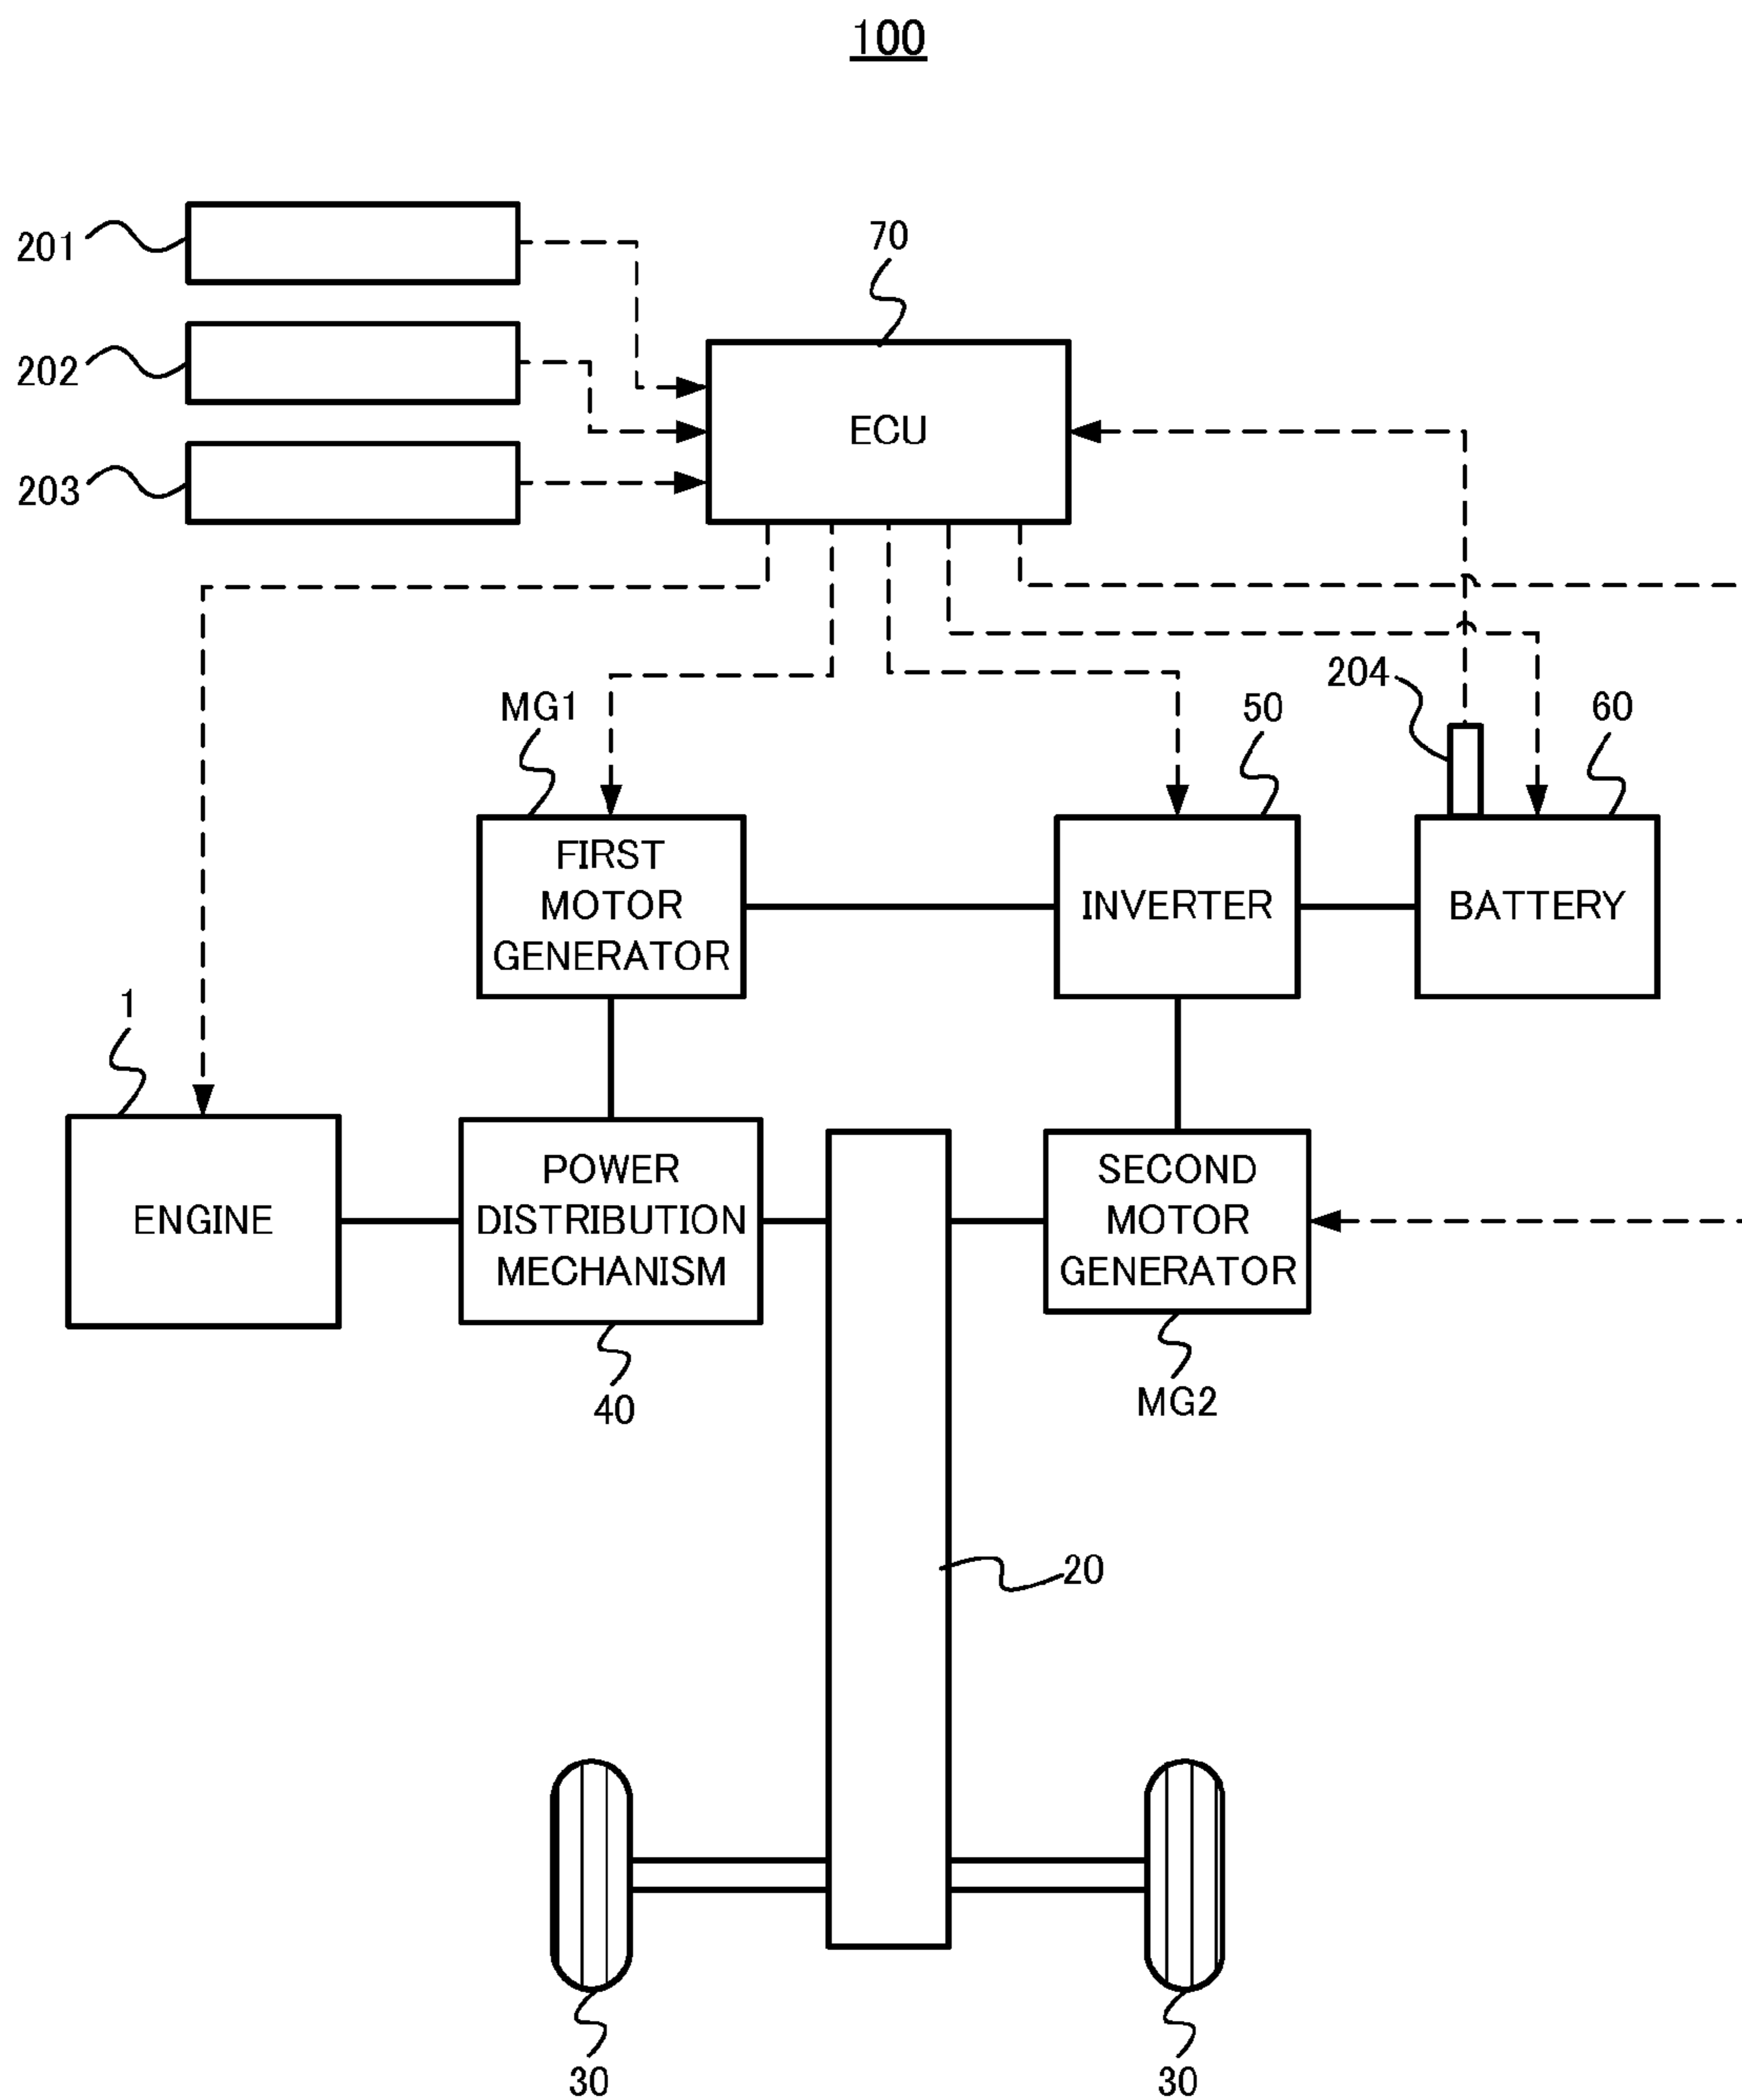 100
201
70
202
ECU
203
204
MG1
50
60
FIRST
MOTOR
GENERATOR
INVERTER
BATTERY
1
ENGINE
POWER
DISTRIBUTION
MECHANISM
SECOND
MOTOR
GENERATOR
40
MG2
20
30
30